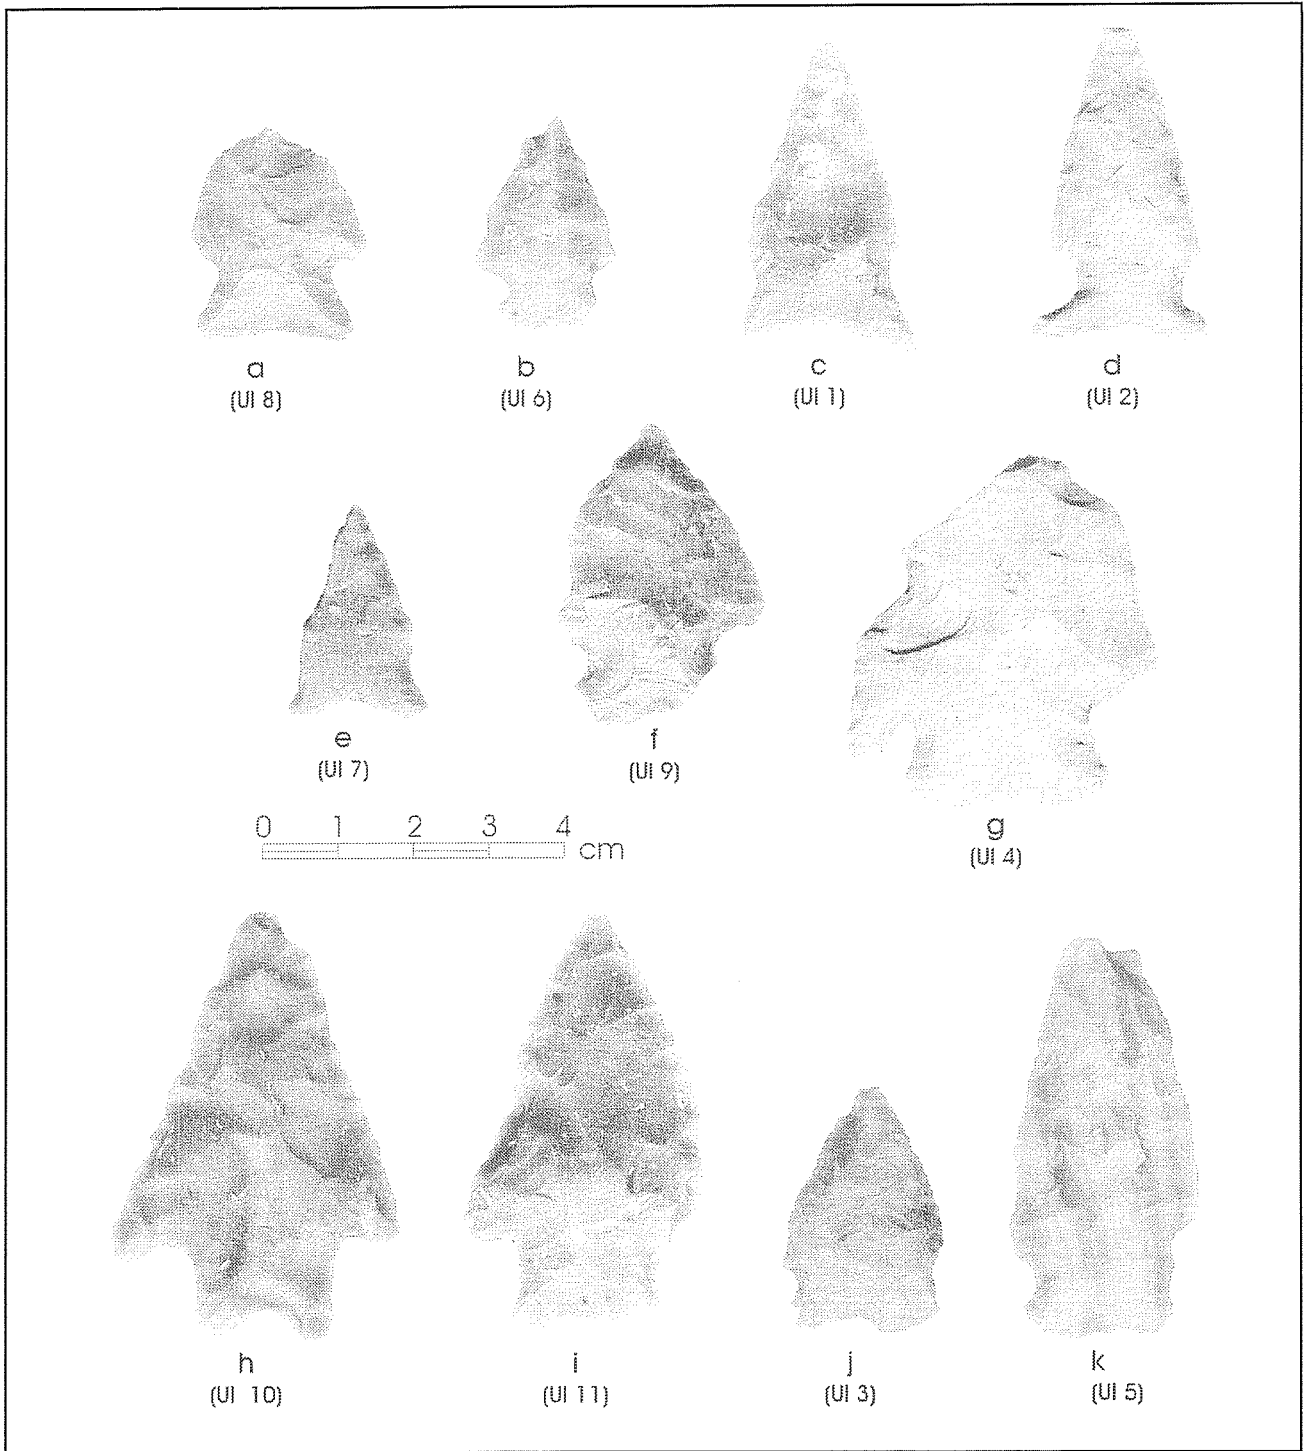 a b c d
(UI 8) (UI 6) (UI 1) (UI 2)
e f
(UI 7) (UI 9)
g
(UI 4)
0 1 2 3 4
cm
h i j k
(UI 10) (UI 11) (UI 3) (UI 5)